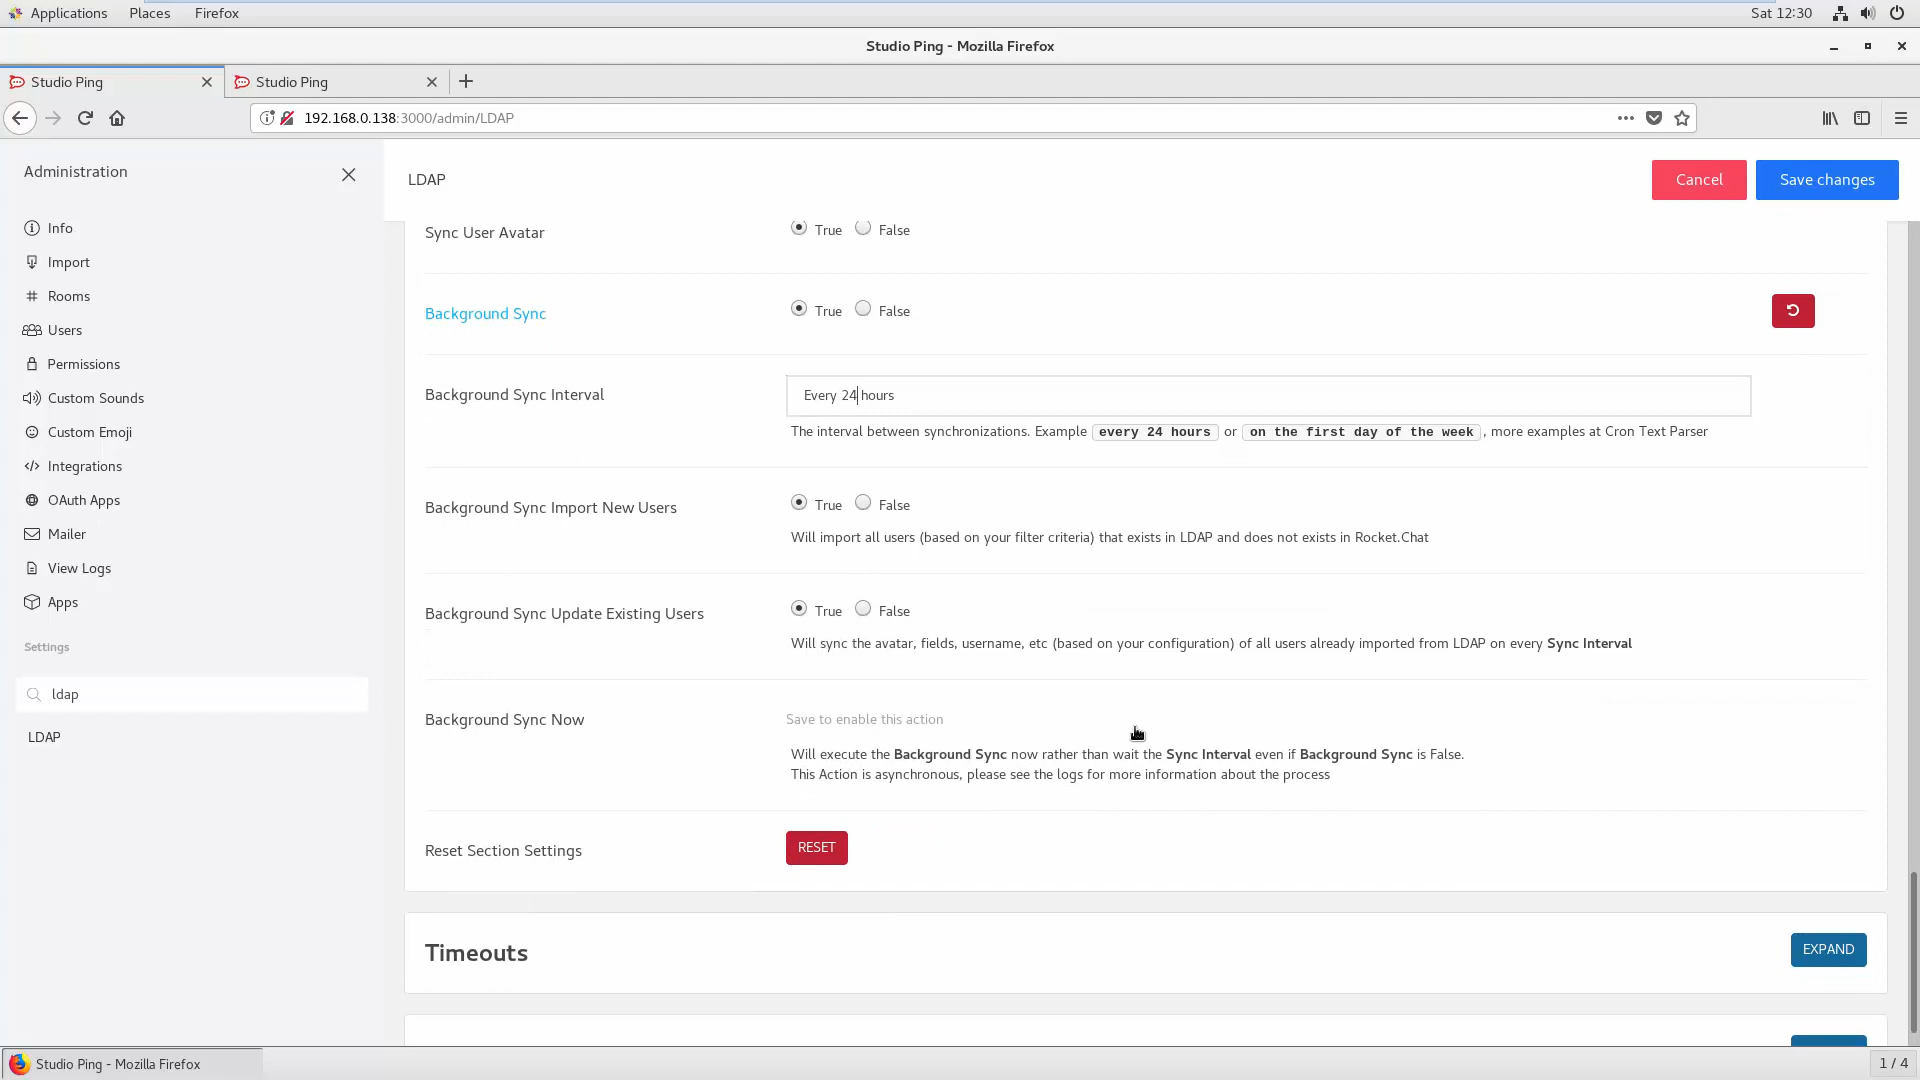 Applications Places Firefox Sat 12:30
Studio Ping - Mozilla Firefox
Studio Ping Studio Ping
192.168.0.138:3000/admin/LDAP
Administration
LDAP
Cancel
Save changes
Info
Import
Rooms
Users
Permissions
Custom Sounds
Custom Emoji
Integrations
OAuth Apps
Mailer
View Logs
Apps
Settings
ldap
LDAP
Sync User Avatar True False
Background Sync True False
Background Sync Interval Every 24 hours
The interval between synchronizations. Example every 24 hours or on the first day of the week, more examples at Cron Text Parser
Background Sync Import New Users True False
Will import all users (based on your filter criteria) that exists in LDAP and does not exists in Rocket.Chat
Background Sync Update Existing Users True False
Will sync the avatar, fields, username, etc (based on your configuration) of all users already imported from LDAP on every Sync Interval
Background Sync Now Save to enable this action
Will execute the Background Sync now rather than wait the Sync Interval even if Background Sync is False.
This Action is asynchronous, please see the logs for more information about the process
Reset Section Settings RESET
Timeouts EXPAND
Studio Ping - Mozilla Firefox 1 / 4